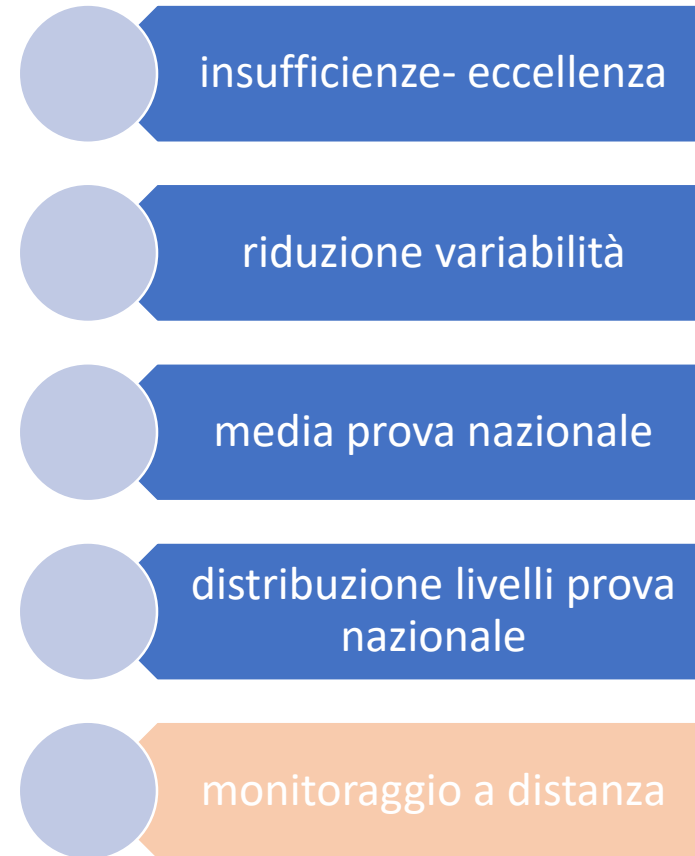 insufficienze- eccellenza
riduzione variabilità
media prova nazionale
distribuzione livelli prova
nazionale
monitoraggio a distanza